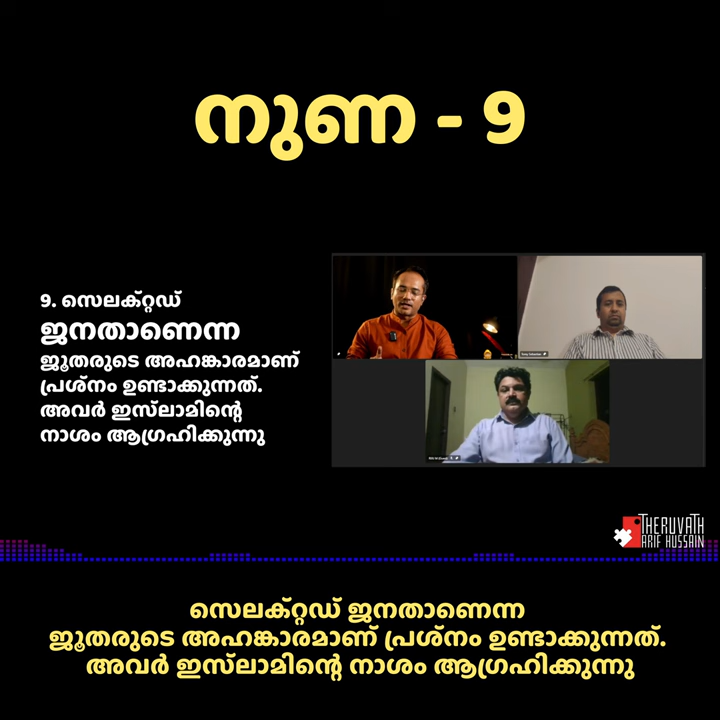 നുണ - 9
9. സെലക്റ്റഡ്
ജനതാണെന്ന
ജൂതരുടെ അഹങ്കാരമാണ്
പ്രശ്നം ഉണ്ടാക്കുന്നത്.
അവർ ഇസ്‌ലാമിന്റെ
നാശം ആഗ്രഹിക്കുന്നു
THERUVATH
ARIF HUSSAIN
സെലക്റ്റഡ് ജനതാണെന്ന
ജൂതരുടെ അഹങ്കാരമാണ് പ്രശ്നം ഉണ്ടാക്കുന്നത്.
അവർ ഇസ്‌ലാമിന്റെ നാശം ആഗ്രഹിക്കുന്നു